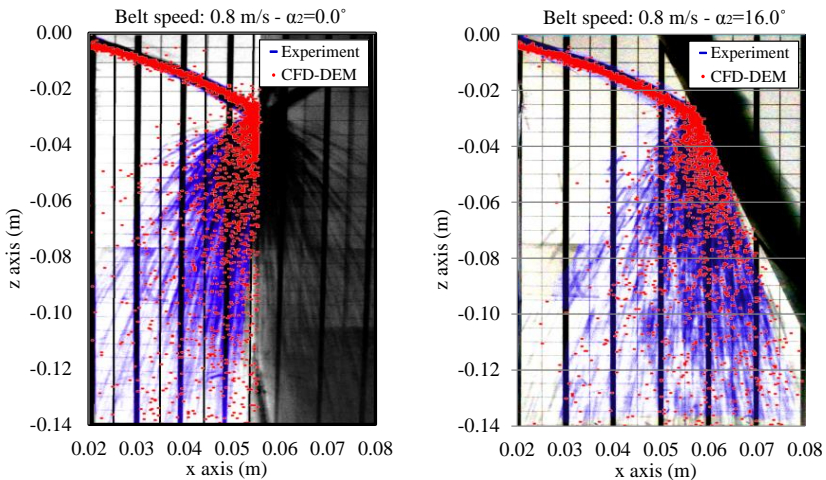 Belt speed: 0.8 m/s - α2=0.0˚
Experiment
CFD-DEM
0.00
-0.02
-0.04
-0.06
-0.08
-0.10
-0.12
-0.14
z axis (m)
0.02 0.03 0.04 0.05 0.06 0.07 0.08
x axis (m)
Belt speed: 0.8 m/s - α2=16.0˚
Experiment
CFD-DEM
0.00
-0.02
-0.04
-0.06
-0.08
-0.10
-0.12
-0.14
z axis (m)
0.02 0.03 0.04 0.05 0.06 0.07 0.08
x axis (m)